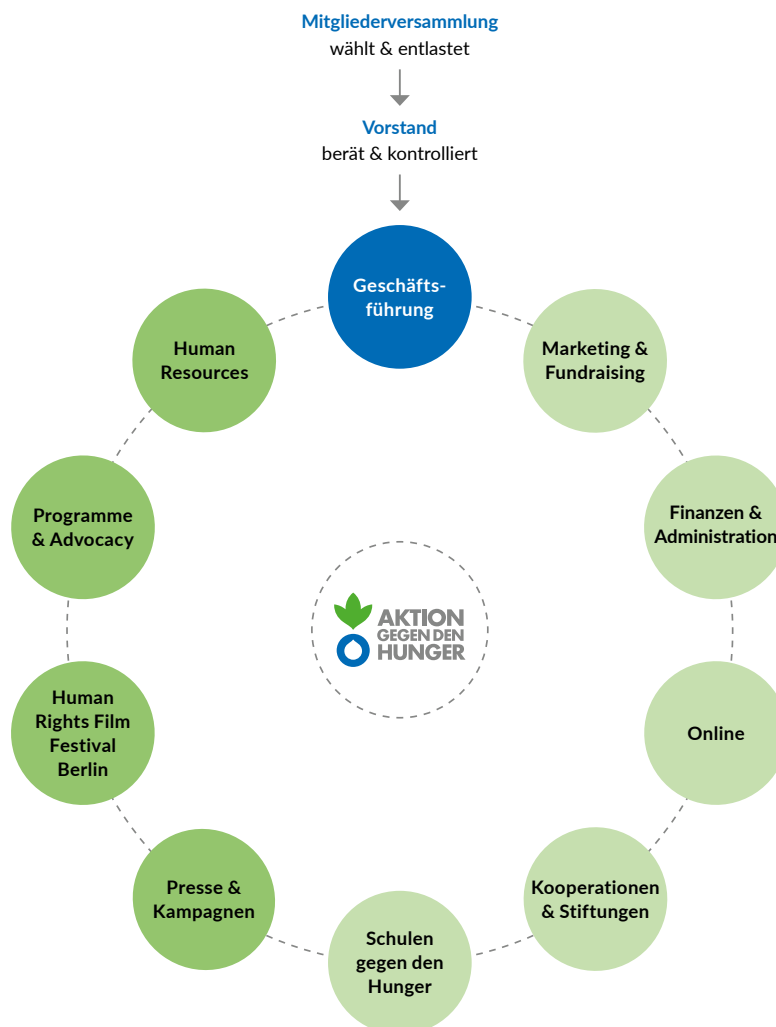 Mitgliederversammlung
wählt & entlastet
Vorstand
berät & kontrolliert
Geschäfts-
führung
Human
Resources
Marketing &
Fundraising
Programme
& Advocacy
Finanzen &
Administration
AKTION
GEGEN DEN
HUNGER
Human
Rights Film
Festival
Berlin
Online
Presse &
Kampagnen
Kooperationen
& Stiftungen
Schulen
gegen den
Hunger